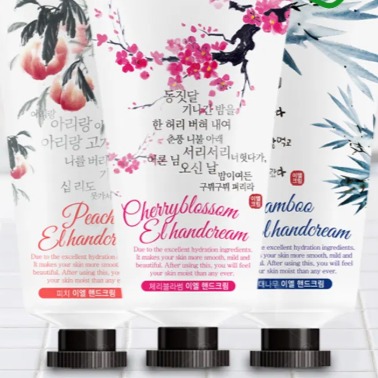 아리랑
아리랑 고
나를 버리
십 리도
Peach
El handcream
Due to the excellent hydration
It makes your skin more smooth,
beautiful. After using this, you
your skin moist than any
피치 이엘 핸드크림
동짓달
기나긴 밤을
한 허리 버혀 내여
춘풍 니불 아래
서리서리 너헛다가,
어론 님
오신 날
밤이여든
구뷔구뷔 펴리라
Cherryblossom
El handcream
Due to the excellent hydration ingredients.
It makes your skin more smooth, mild and
beautiful. After using this, you will feel
your skin moist than any ever.
체리블라썸 이엘 핸드크림
이엘
크림
amboo
l handcream
excellent hydration ingredients.
your skin more smooth, mild and
After using this, you will feel
skin moist than any ever.
대나무 이엘 핸드크림